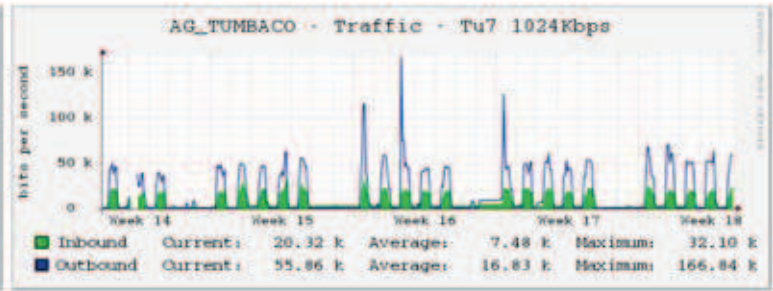 AG_TUMBACO - Traffic - Tu7 1024Kbps
bits per second
150 k
100 k
50 k
0
Week 14 Week 15 Week 16 Week 17 Week 18
Inbound Current: 20.32 k Average: 7.48 k Maximum: 32.10 k
Outbound Current: 55.86 k Average: 16.83 k Maximum: 166.84 k